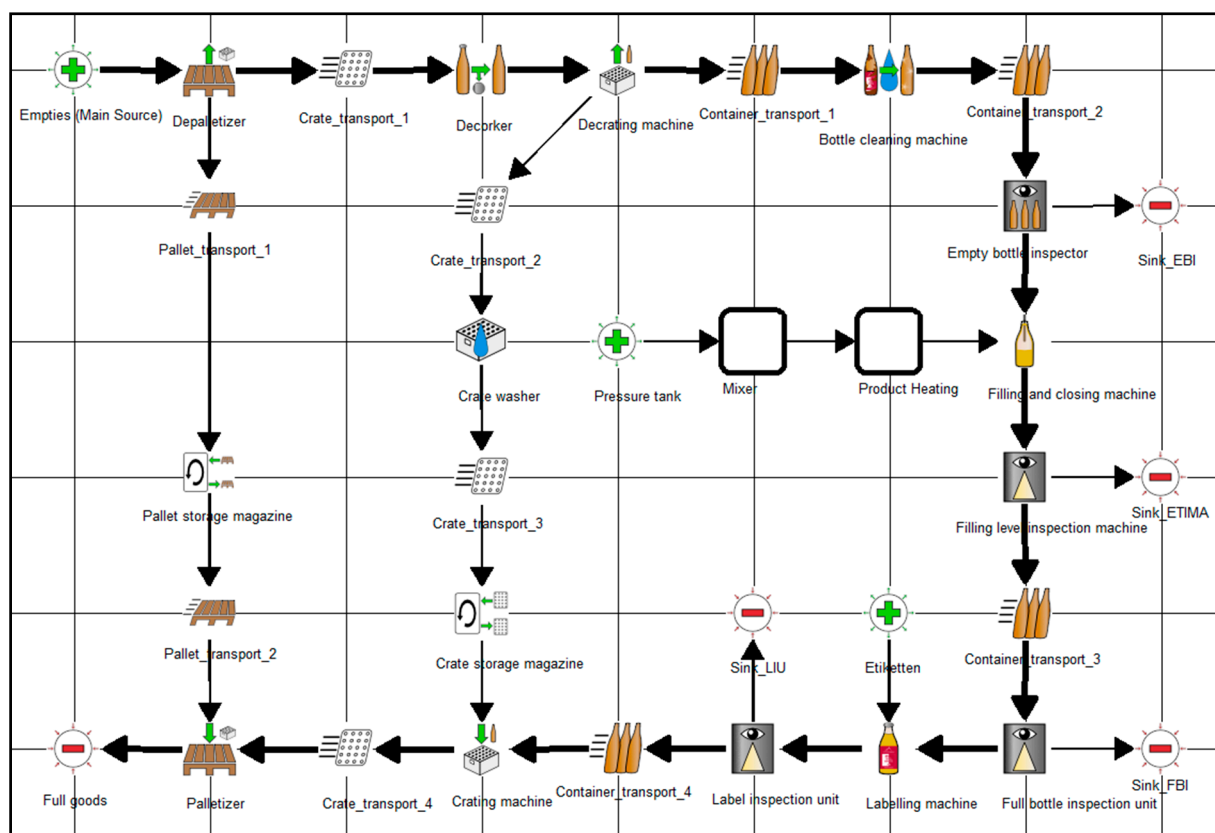 Empties (Main Source)
Depalletizer
Crate_transport_1
Decorker
Decrating machine
Container_transport_1
Bottle cleaning machine
Container_transport_2
Pallet_transport_1
Crate_transport_2
Empty bottle inspector
Sink_EBI
Crate washer
Pressure tank
Mixer
Product Heating
Filling and closing machine
Pallet storage magazine
Crate_transport_3
Filling level inspection machine
Sink_ETIMA
Pallet_transport_2
Crate storage magazine
Sink_LIU
Etiketten
Container_transport_3
Full goods
Palletizer
Crate_transport_4
Crating machine
Container_transport_4
Label inspection unit
Labelling machine
Full bottle inspection unit
Sink_FBI